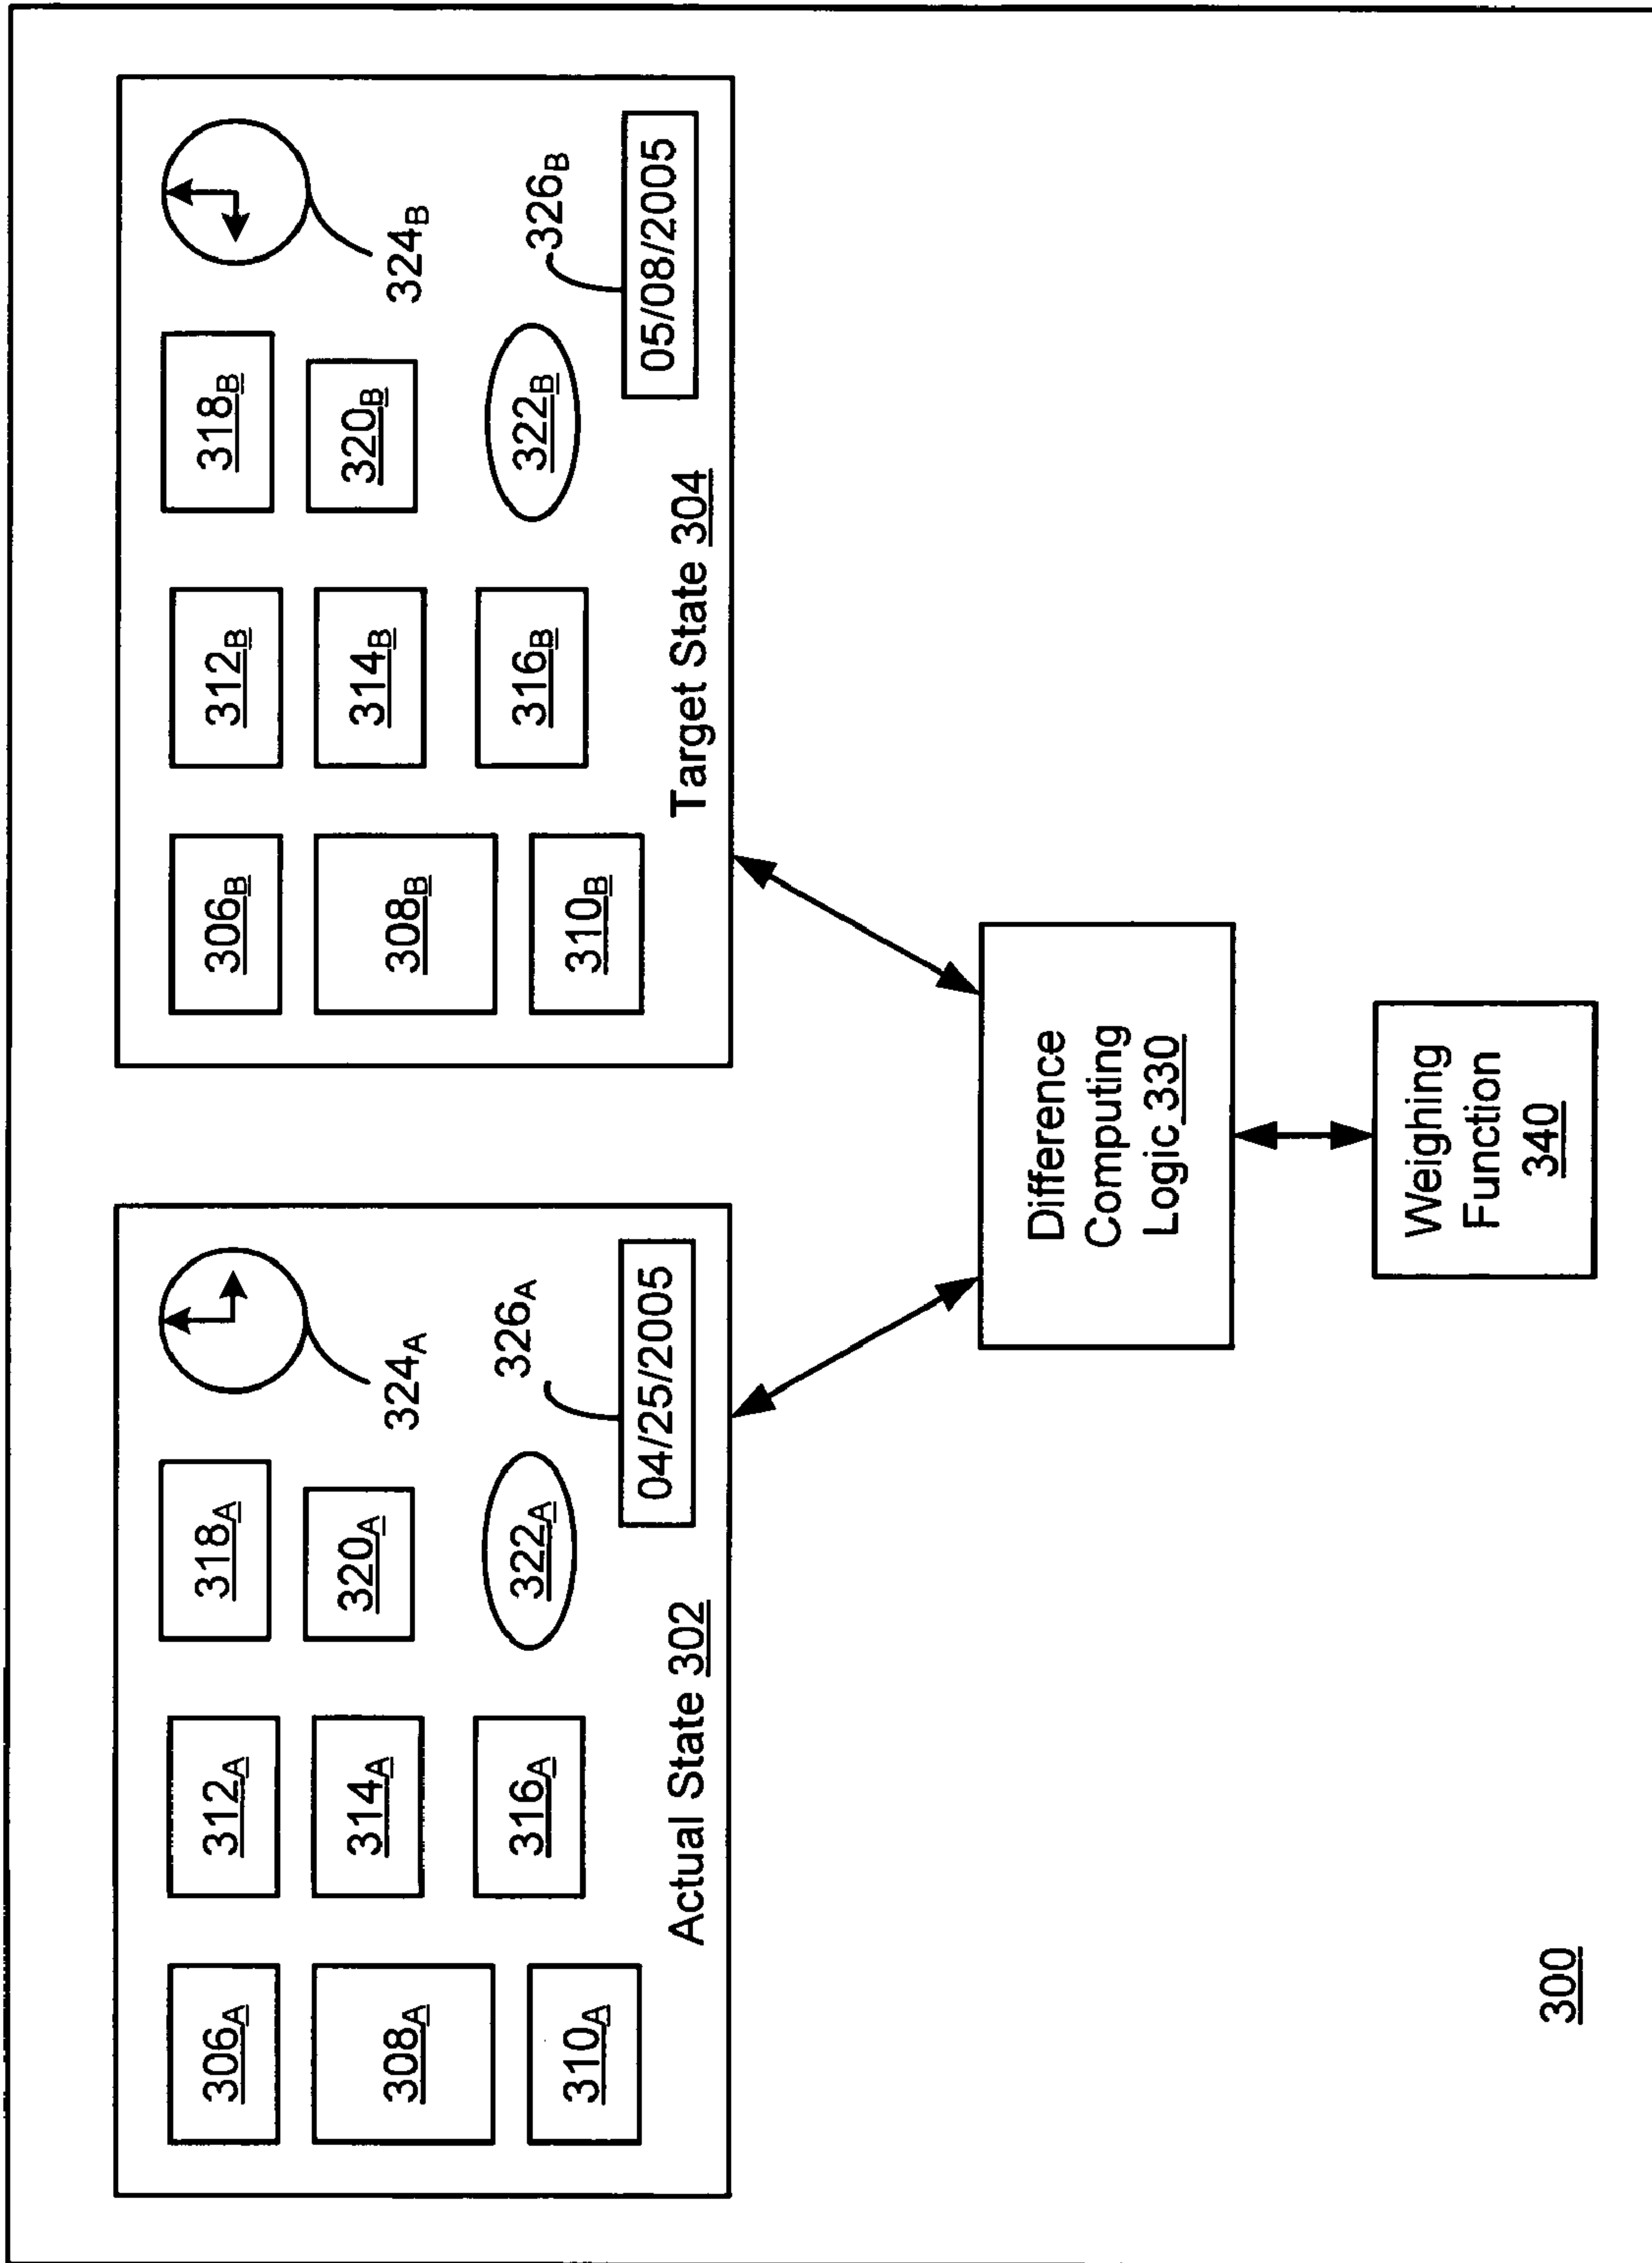 306A
312A
318A
308A
314A
320A
324A
310A
316A
322A
326A
04/25/2005
Actual State 302
306B
312B
318B
308B
314B
320B
324B
310B
316B
322B
326B
05/08/2005
Target State 304
Difference
Computing
Logic 330
Weighing
Function
340
300